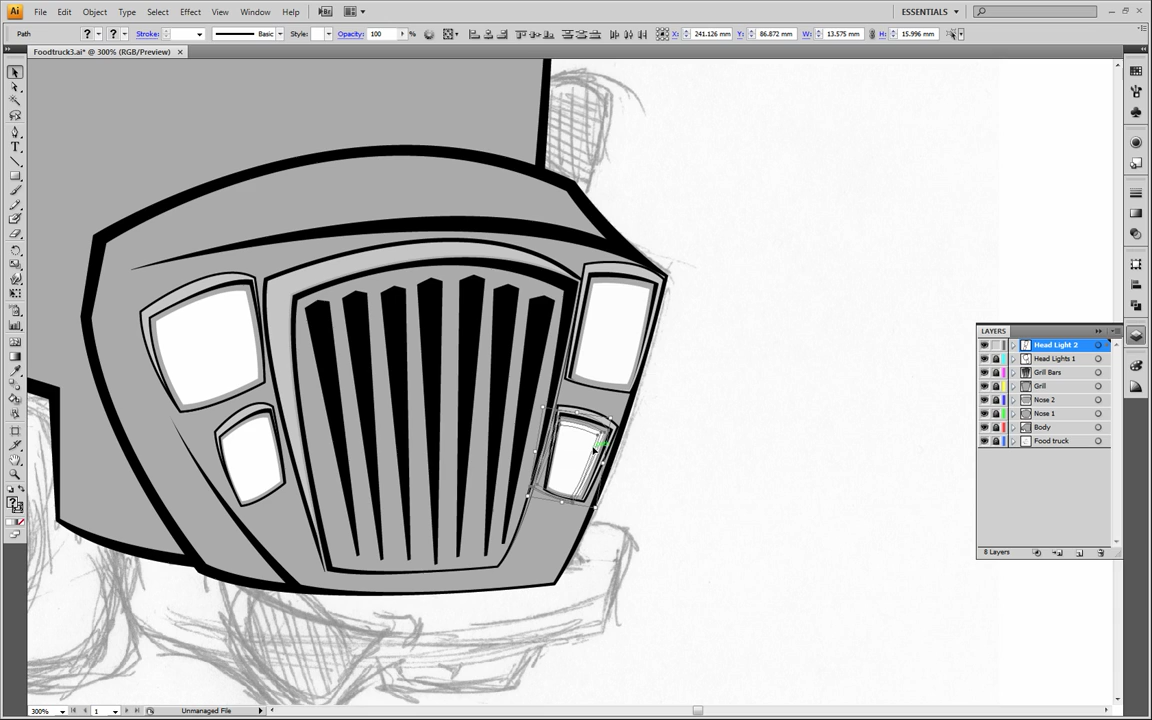 Ai File Edit Object Type Select Effect View Window Help Br ESSENTIALS
Path ? ? Stroke: Basic Style: Opacity: 100 % X: 241.126 mm Y: 86.872 mm W: 13.575 mm H: 15.996 mm
Foodtruck3.ai* @ 300% (RGB/Preview)
LAYERS
Head Light 2
Head Lights 1
Grill Bars
Grill
Nose 2
Nose 1
Body
Food truck
8 Layers
300% 1 Unmanaged File